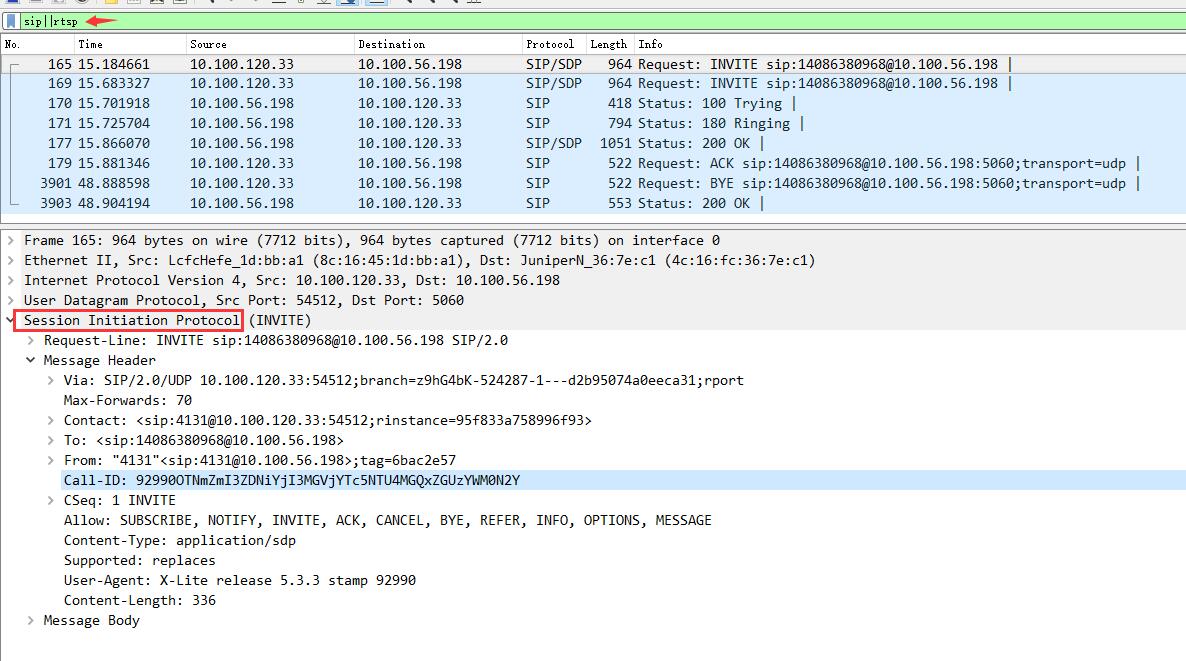 sip||rtsp
No. Time Source Destination Protocol Length Info
165 15.184661 10.100.120.33 10.100.56.198 SIP/SDP 964 Request: INVITE sip:14086380968@10.100.56.198 |
169 15.683327 10.100.120.33 10.100.56.198 SIP/SDP 964 Request: INVITE sip:14086380968@10.100.56.198 |
170 15.701918 10.100.56.198 10.100.120.33 SIP 418 Status: 100 Trying |
171 15.725704 10.100.56.198 10.100.120.33 SIP 794 Status: 180 Ringing |
177 15.866070 10.100.56.198 10.100.120.33 SIP/SDP 1051 Status: 200 OK |
179 15.881346 10.100.120.33 10.100.56.198 SIP 522 Request: ACK sip:14086380968@10.100.56.198:5060;transport=udp |
3901 48.888598 10.100.120.33 10.100.56.198 SIP 522 Request: BYE sip:14086380968@10.100.56.198:5060;transport=udp |
3903 48.904194 10.100.56.198 10.100.120.33 SIP 553 Status: 200 OK |
Frame 165: 964 bytes on wire (7712 bits), 964 bytes captured (7712 bits) on interface 0
Ethernet II, Src: LcfcHefe_1d:bb:a1 (8c:16:45:1d:bb:a1), Dst: JuniperN_36:7e:c1 (4c:16:fc:36:7e:c1)
Internet Protocol Version 4, Src: 10.100.120.33, Dst: 10.100.56.198
User Datagram Protocol, Src Port: 54512, Dst Port: 5060
Session Initiation Protocol (INVITE)
Request-Line: INVITE sip:14086380968@10.100.56.198 SIP/2.0
Message Header
Via: SIP/2.0/UDP 10.100.120.33:54512;branch=z9hG4bK-524287-1---d2b95074a0eeca31;rport
Max-Forwards: 70
Contact: <sip:4131@10.100.120.33:54512;rinstance=95f833a758996f93>
To: <sip:14086380968@10.100.56.198>
From: "4131"<sip:4131@10.100.56.198>;tag=6bac2e57
Call-ID: 92990OTNmZmI3ZDNiYjI3MGVjYTc5NTU4MGQxZGUzYWM0N2Y
CSeq: 1 INVITE
Allow: SUBSCRIBE, NOTIFY, INVITE, ACK, CANCEL, BYE, REFER, INFO, OPTIONS, MESSAGE
Content-Type: application/sdp
Supported: replaces
User-Agent: X-Lite release 5.3.3 stamp 92990
Content-Length: 336
Message Body